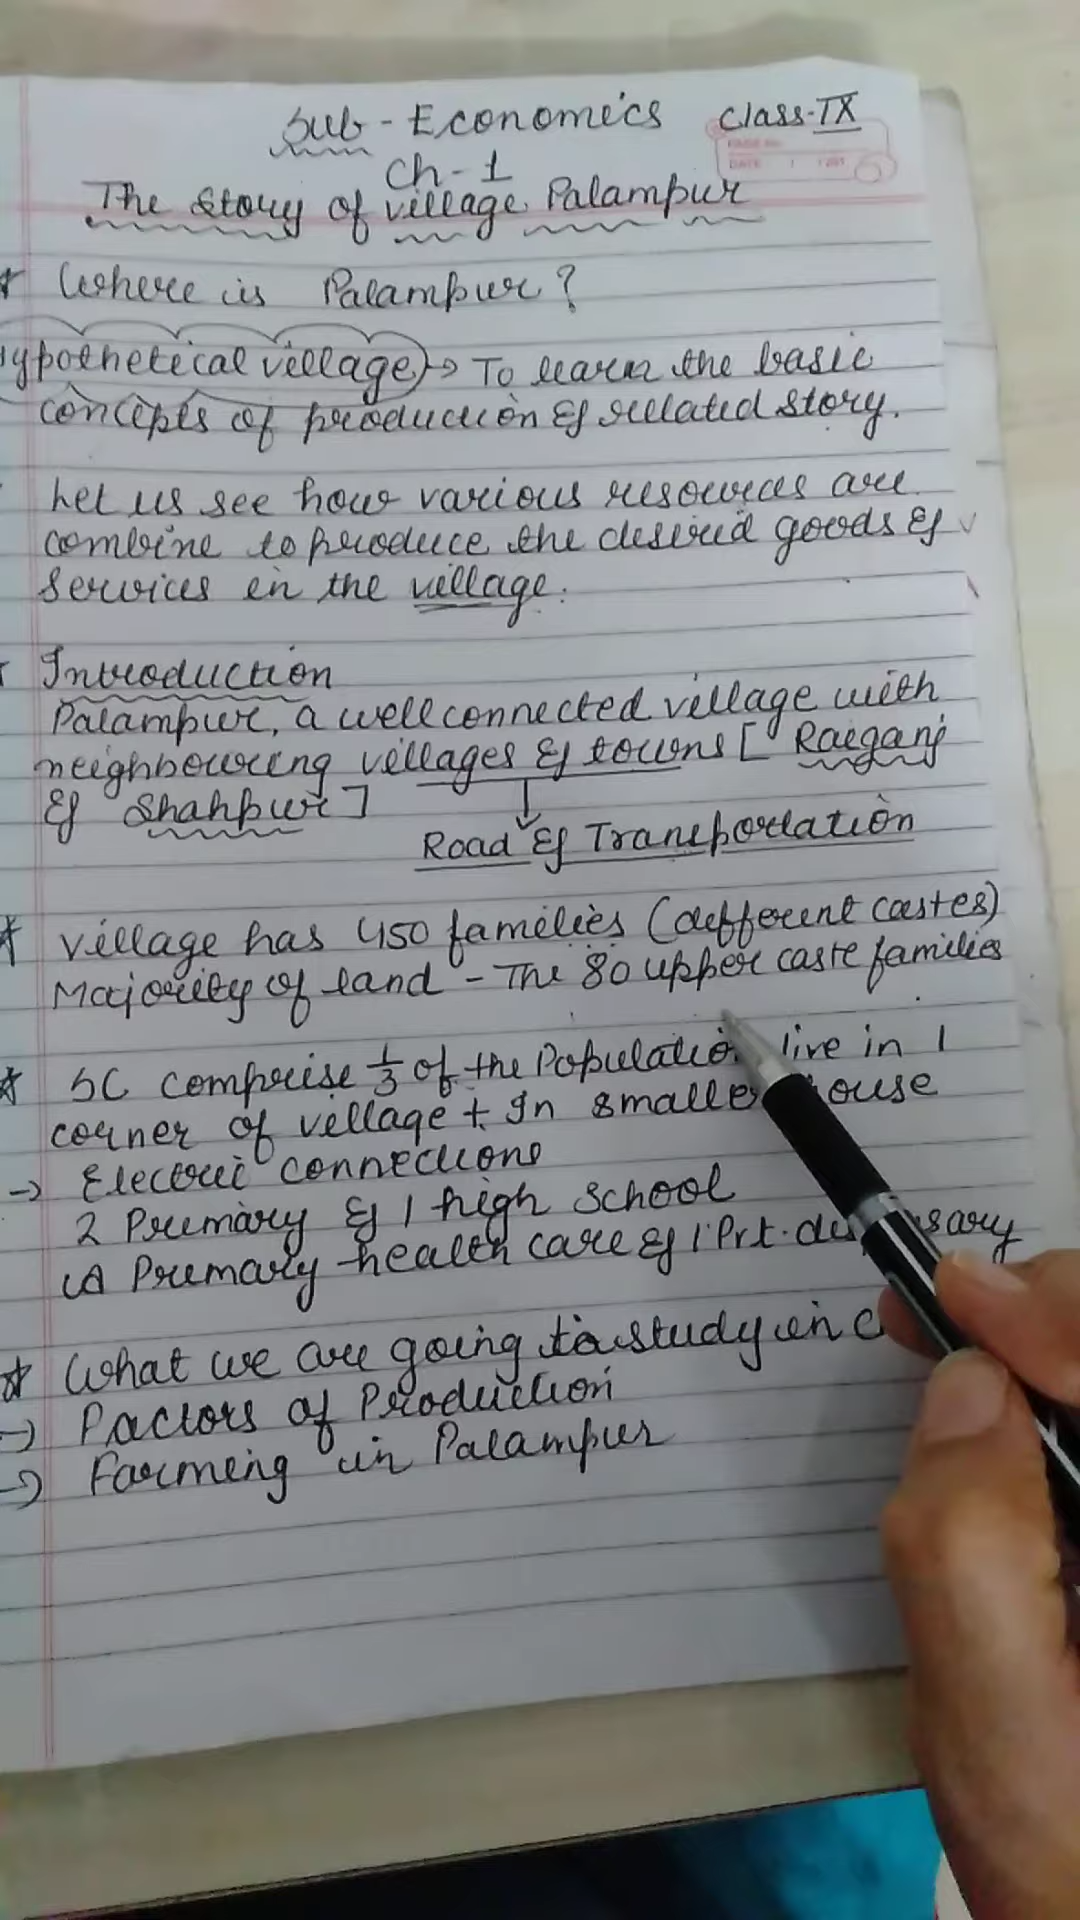 Sub - Economics Class-IX
PAGE No.
DATE
Ch-1
The Story of village Palampur
Where is Palampur?
ypothetical village) → To learn the basic
concepts of production & related story.
Let us see how various resources are
combine to produce the desired goods &
services in the village.
Introduction
Palampur, a well connected village with
neighbouring villages & towns [ Raiganj
& Shahpur]
Road & Transportation
village has 450 families (different castes)
Majority of land - The 80 upper caste families
SC comprise 1/3 of the Population live in 1
corner of village + In smaller ouse
→ Electric connections
2 Primary & 1 high School
Primary health care & 1 Prt.
What we are going to study in
→ Factors of Production
→ Farming in Palampur